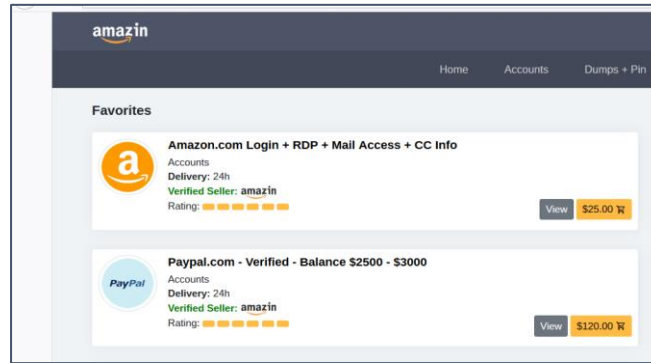 amazin
Home Accounts Dumps + Pin
Favorites
a
Amazon.com Login + RDP + Mail Access + CC Info
Accounts
Delivery: 24h
Verified Seller: amazin
Rating:
View $25.00
PayPal
Paypal.com - Verified - Balance $2500 - $3000
Accounts
Delivery: 24h
Verified Seller: amazin
Rating:
View $120.00